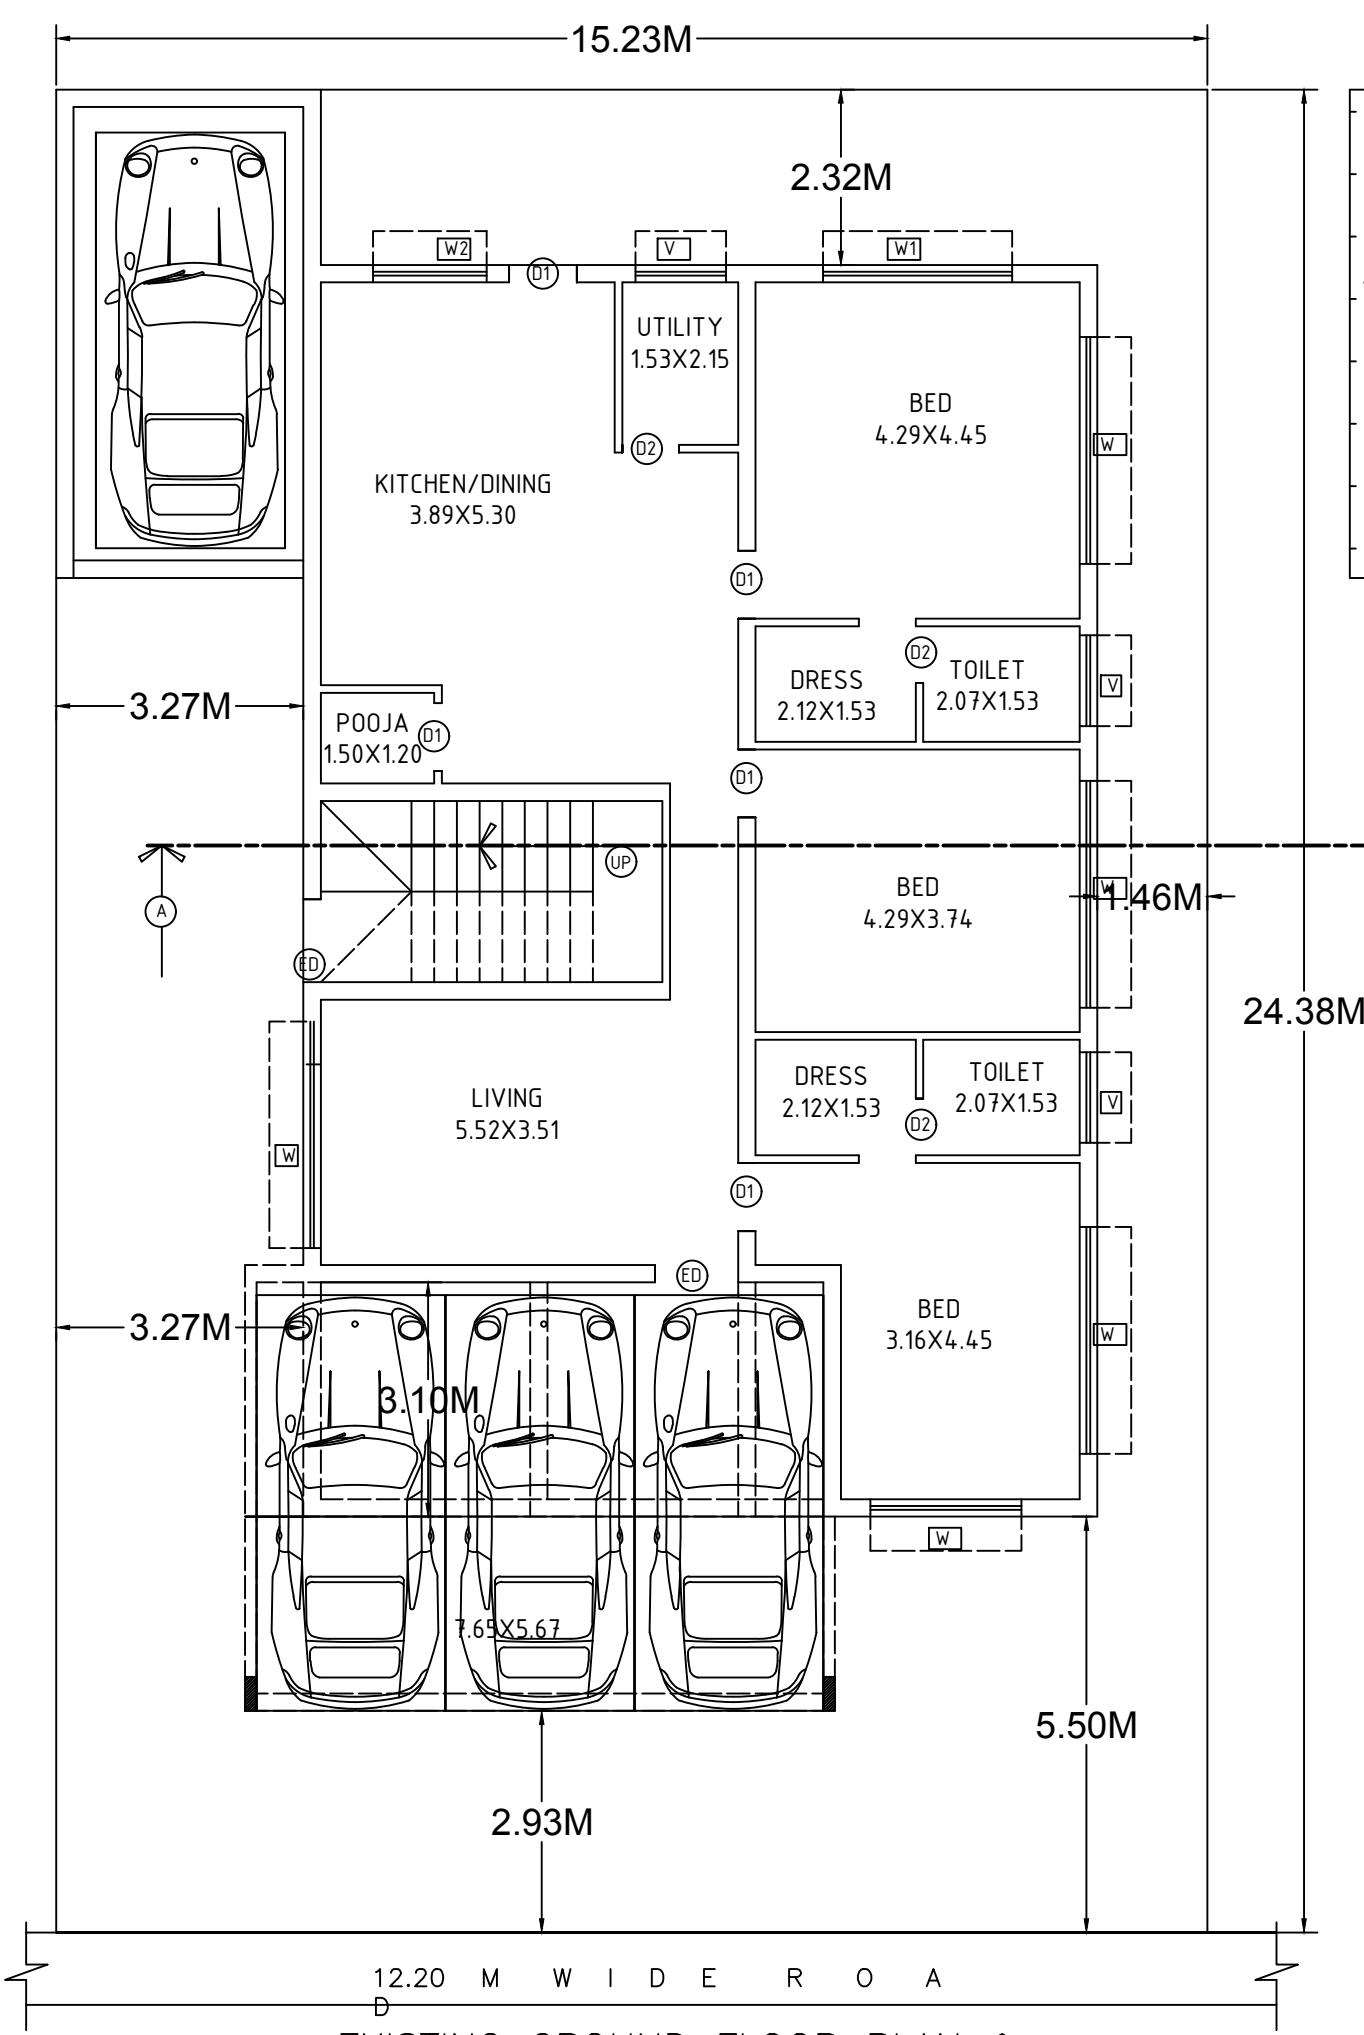 15.23M
2.32M
W2
V
W1
D1
UTILITY
1.53X2.15
BED
4.29X4.45
W
D2
KITCHEN/DINING
3.89X5.30
D1
D2
TOILET
2.07X1.53
DRESS
2.12X1.53
V
3.27M
POOJA
1.50X1.20
D1
D1
UP
BED
4.29X3.74
W
1.46M
A
ED
24.38M
LIVING
5.52X3.51
DRESS
2.12X1.53
TOILET
2.07X1.53
V
D2
W
D1
ED
BED
3.16X4.45
W
3.27M
3.10M
W
7.65X5.67
5.50M
2.93M
12.20 M W I D E R O A
D
EXISTING GROUND FLOOR PLAN